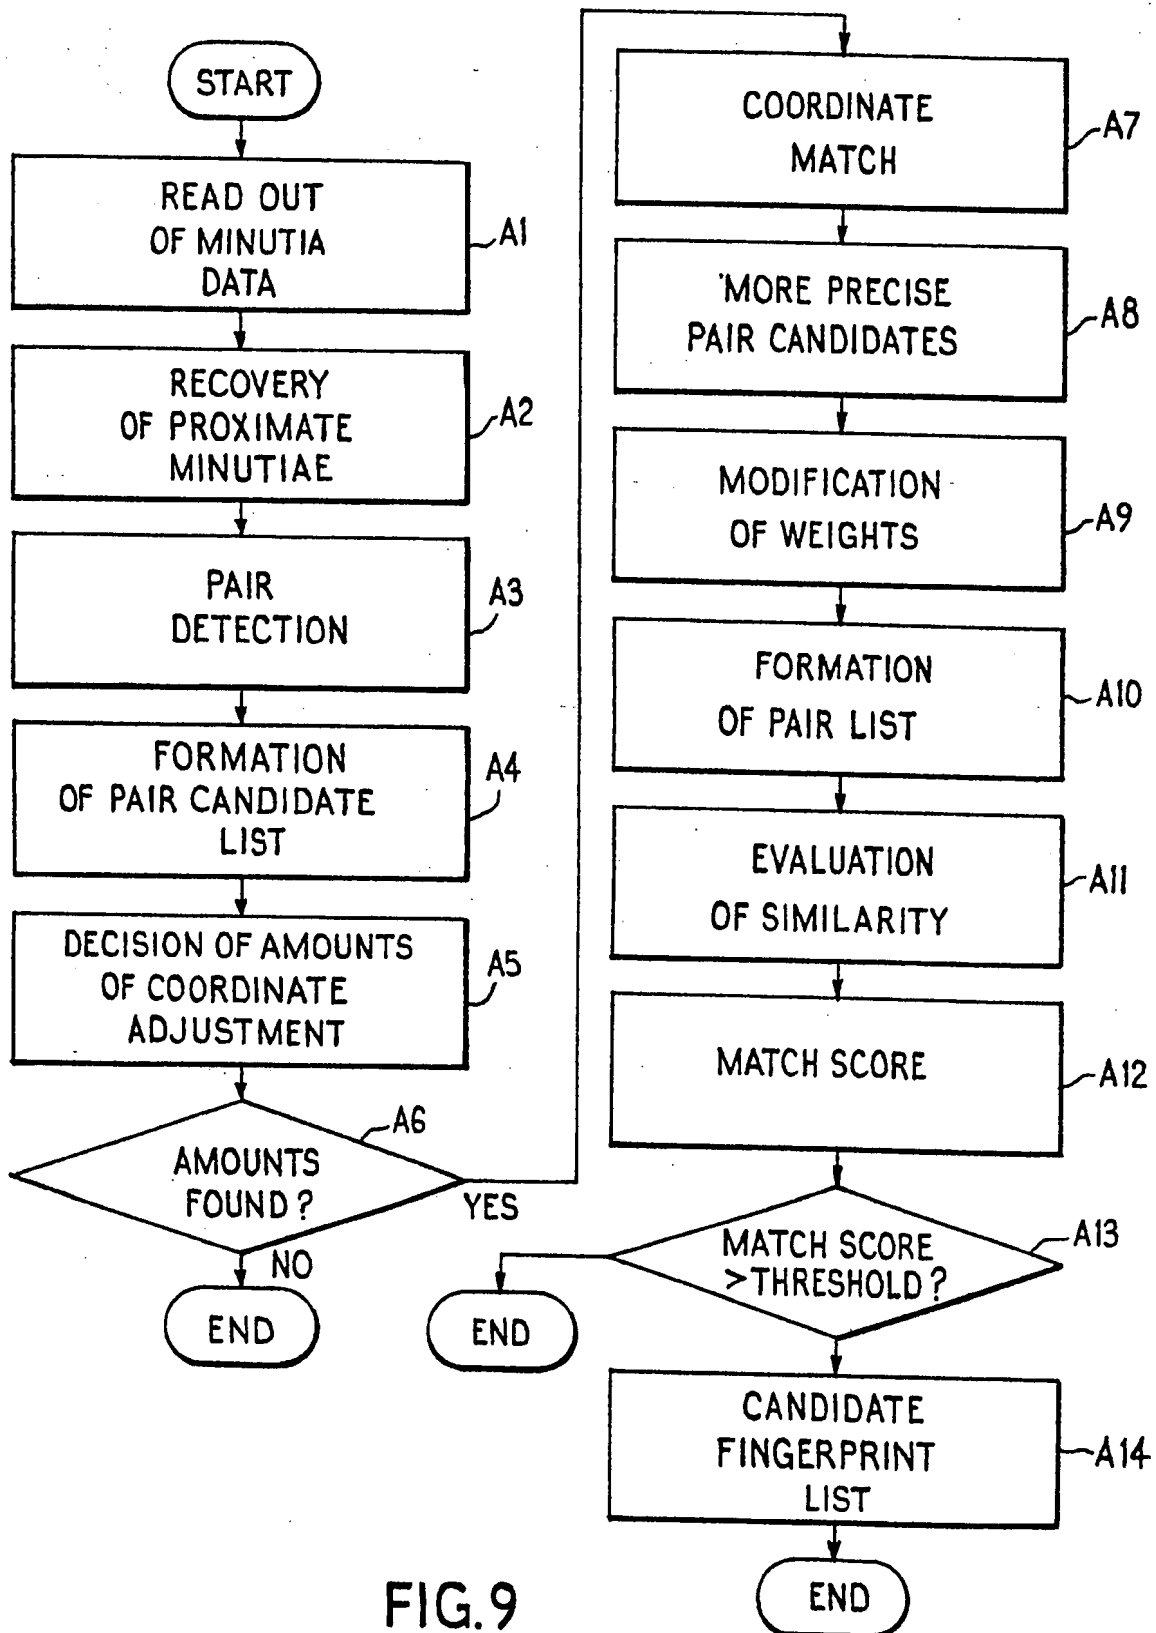 START
READ OUT
OF MINUTIA
DATA
A1
RECOVERY
OF PROXIMATE
MINUTIAE
A2
PAIR
DETECTION
A3
FORMATION
OF PAIR CANDIDATE
LIST
A4
DECISION OF AMOUNTS
OF COORDINATE
ADJUSTMENT
A5
A6
AMOUNTS
FOUND?
YES
NO
END
COORDINATE
MATCH
A7
MORE PRECISE
PAIR CANDIDATES
A8
MODIFICATION
OF WEIGHTS
A9
FORMATION
OF PAIR LIST
A10
EVALUATION
OF SIMILARITY
A11
MATCH SCORE
A12
MATCH SCORE
>THRESHOLD?
A13
END
CANDIDATE
FINGERPRINT
LIST
A14
END
FIG.9